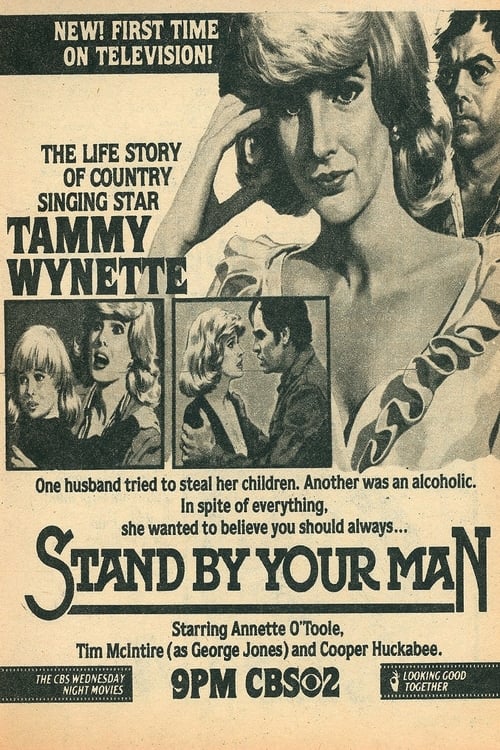 NEW! FIRST TIME
ON TELEVISION!
THE LIFE STORY
OF COUNTRY
SINGING STAR
TAMMY
WYNETTE
One husband tried to steal her children. Another was an alcoholic.
In spite of everything,
she wanted to believe you should always...
STAND BY YOUR MAN
Starring Annette O'Toole,
Tim McIntire (as George Jones) and Cooper Huckabee.
THE CBS WEDNESDAY
NIGHT MOVIES
9PM CBS 2
LOOKING GOOD
TOGETHER